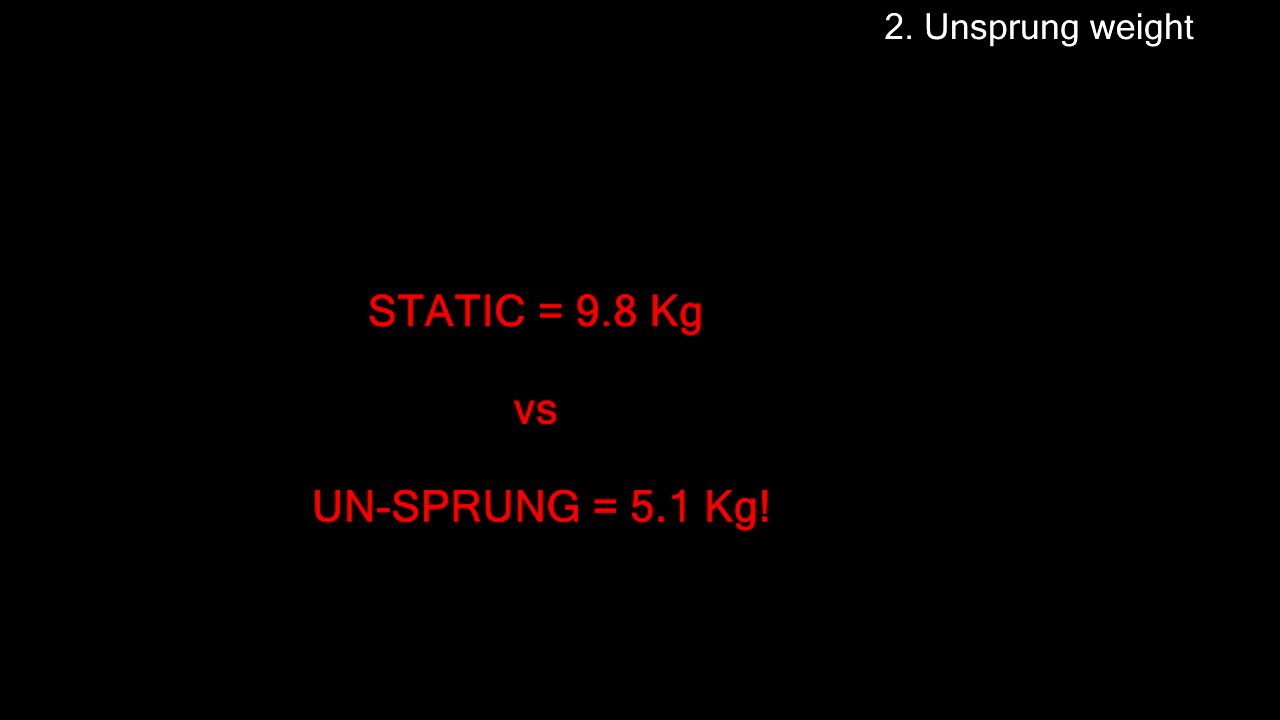 2. Unsprung weight
STATIC = 9.8 Kg
vs
UN-SPRUNG = 5.1 Kg!